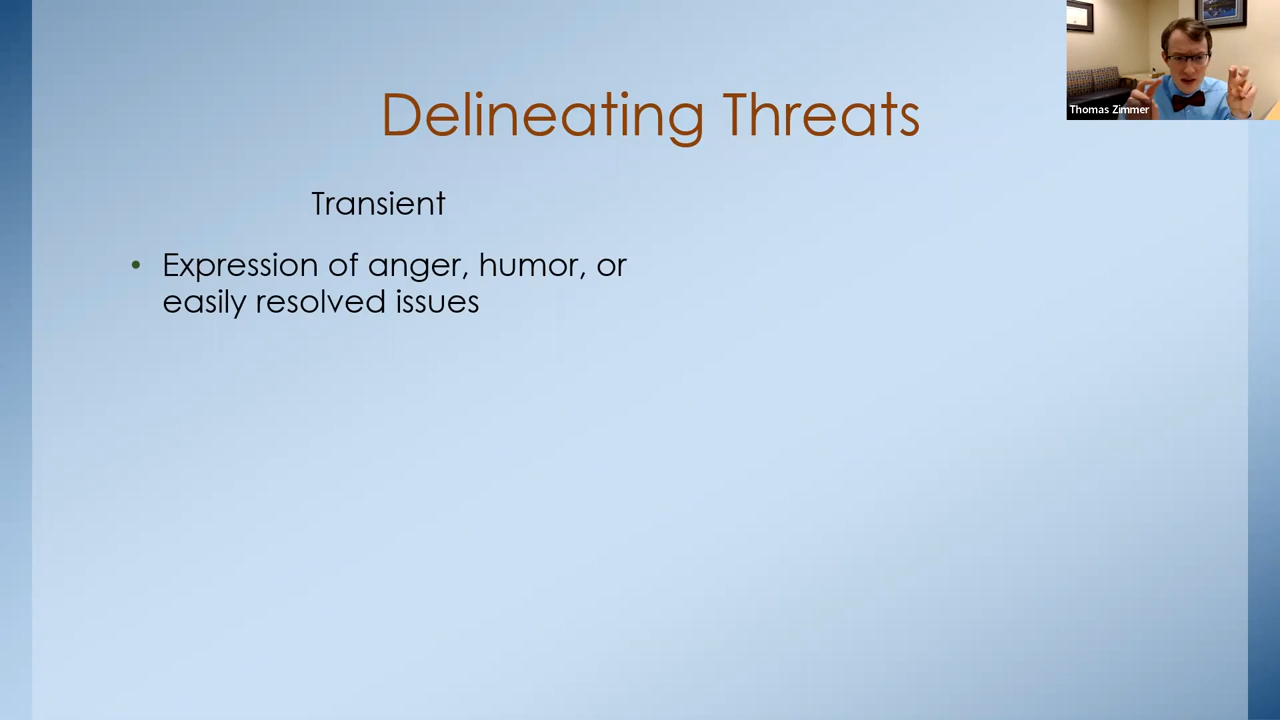 Delineating Threats
Thomas Zimmer
Transient
• Expression of anger, humor, or
easily resolved issues